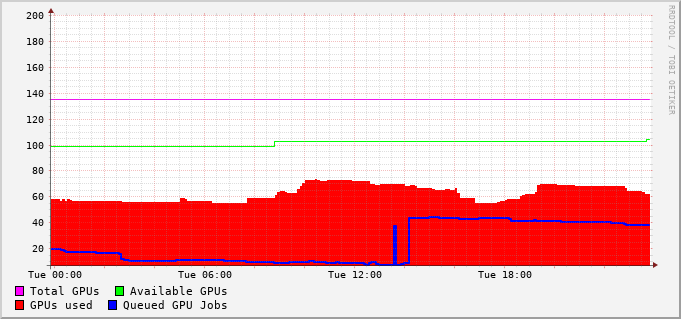 200
180
160
140
120
100
80
60
40
20
Tue 00:00 Tue 06:00 Tue 12:00 Tue 18:00
Total GPUs Available GPUs
GPUs used Queued GPU Jobs
RRDTOOL / TOBI OETIKER